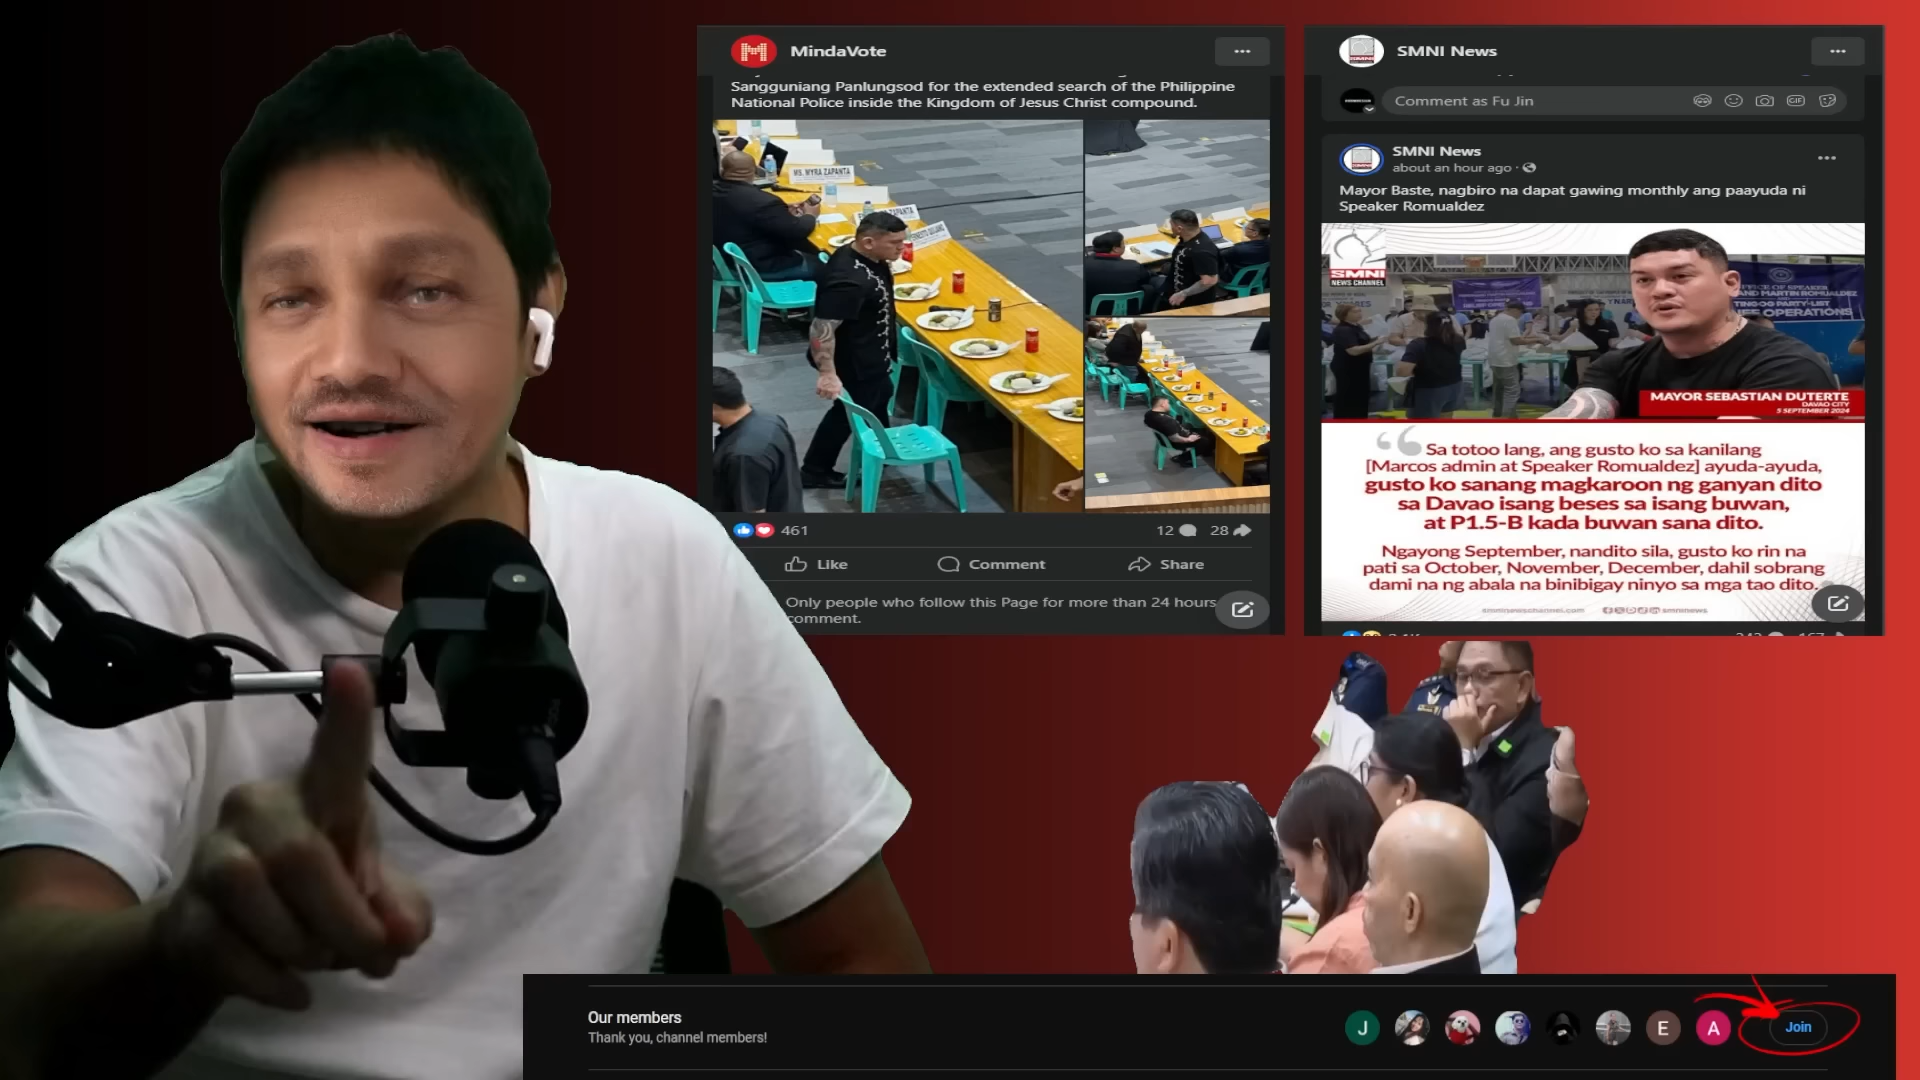 MindaVote
Sangguniang Panlungsod for the extended search of the Philippine
National Police inside the Kingdom of Jesus Christ compound.
MS. MYRA ZAPANTA
461
12
28
Like
Comment
Share
Only people who follow this Page for more than 24 hours
comment.
SMNI News
Comment as Fu Jin
GIF
SMNI News
about an hour ago ·
Mayor Baste, nagbiro na dapat gawing monthly ang paayuda ni
Speaker Romualdez
SMNI
NEWS CHANNEL
MAYOR SEBASTIAN DUTERTE
DAVAO CITY
5 SEPTEMBER 2024
Sa totoo lang, ang gusto ko sa kanilang
[Marcos admin at Speaker Romualdez] ayuda-ayuda,
gusto ko sanang magkaroon ng ganyan dito
sa Davao isang beses sa isang buwan,
at P1.5-B kada buwan sana dito.
Ngayong September, nandito sila, gusto ko rin na
pati sa October, November, December, dahil sobrang
dami na ng abala na binibigay ninyo sa mga tao dito.
smninewschannel.com
smninews
Our members
Thank you, channel members!
J
E
A
Join